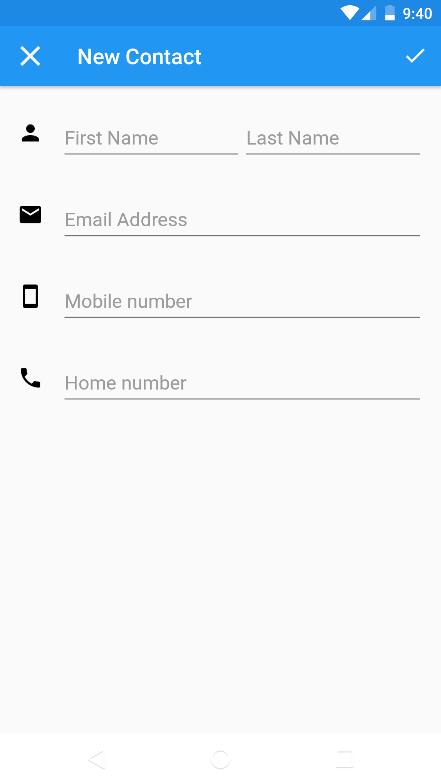 9:40
New Contact
First Name Last Name
Email Address
Mobile number
Home number